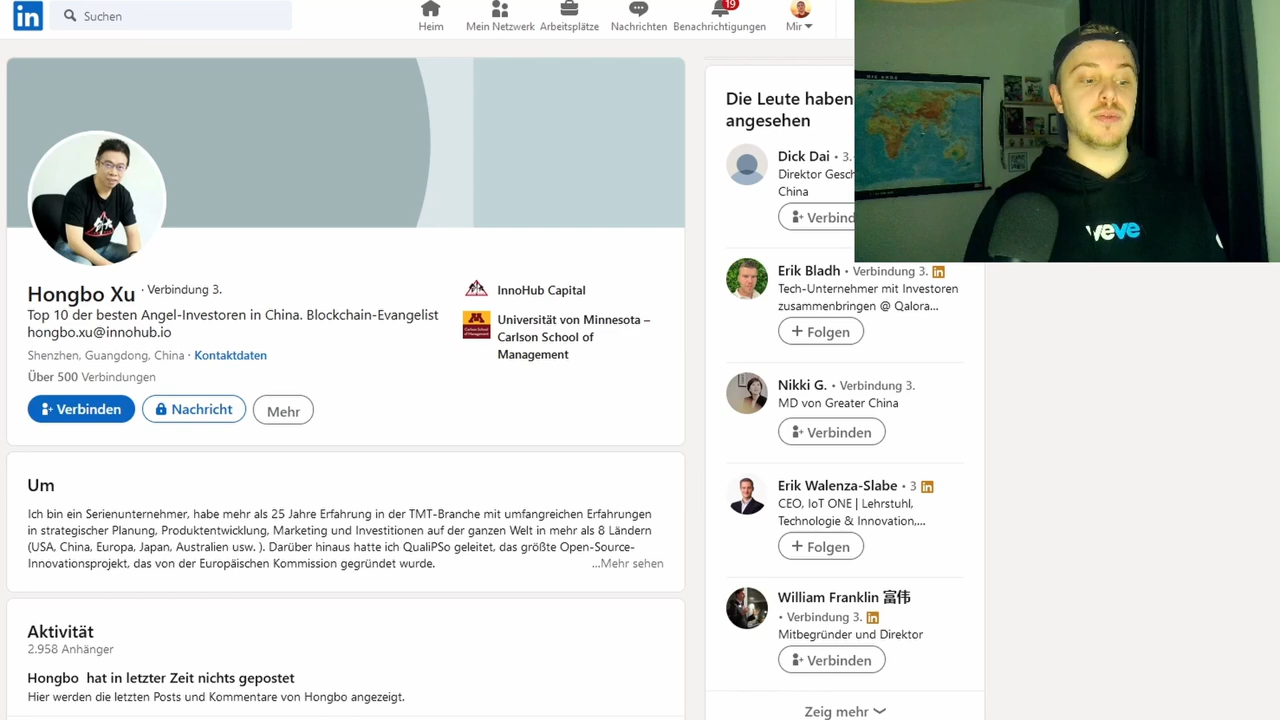 in
Suchen
Heim
Mein Netzwerk
Arbeitsplätze
Nachrichten
19
Benachrichtigungen
Mir
Hongbo Xu · Verbindung 3.
Top 10 der besten Angel-Investoren in China. Blockchain-Evangelist
hongbo.xu@innohub.io
Shenzhen, Guangdong, China · Kontaktdaten
Über 500 Verbindungen
Verbinden
Nachricht
Mehr
InnoHub Capital
Universität von Minnesota –
Carlson School of
Management
Um
Ich bin ein Serienunternehmer, habe mehr als 25 Jahre Erfahrung in der TMT-Branche mit umfangreichen Erfahrungen
in strategischer Planung, Produktentwicklung, Marketing und Investitionen auf der ganzen Welt in mehr als 8 Ländern
(USA, China, Europa, Japan, Australien usw. ). Darüber hinaus hatte ich QualiPSo geleitet, das größte Open-Source-
Innovationsprojekt, das von der Europäischen Kommission gegründet wurde.
...Mehr sehen
Aktivität
2.958 Anhänger
Hongbo hat in letzter Zeit nichts gepostet
Hier werden die letzten Posts und Kommentare von Hongbo angezeigt.
Die Leute haben
angesehen
Dick Dai • 3.
Direktor Gesch
China
Verbind
Erik Bladh • Verbindung 3. in
Tech-Unternehmer mit Investoren
zusammenbringen @ Qalora...
+ Folgen
Nikki G. • Verbindung 3.
MD von Greater China
Verbinden
Erik Walenza-Slabe • 3 in
CEO, IoT ONE | Lehrstuhl,
Technologie & Innovation,...
+ Folgen
William Franklin 富伟
• Verbindung 3. in
Mitbegründer und Direktor
Verbinden
Zeig mehr
DIE ERDE
veve